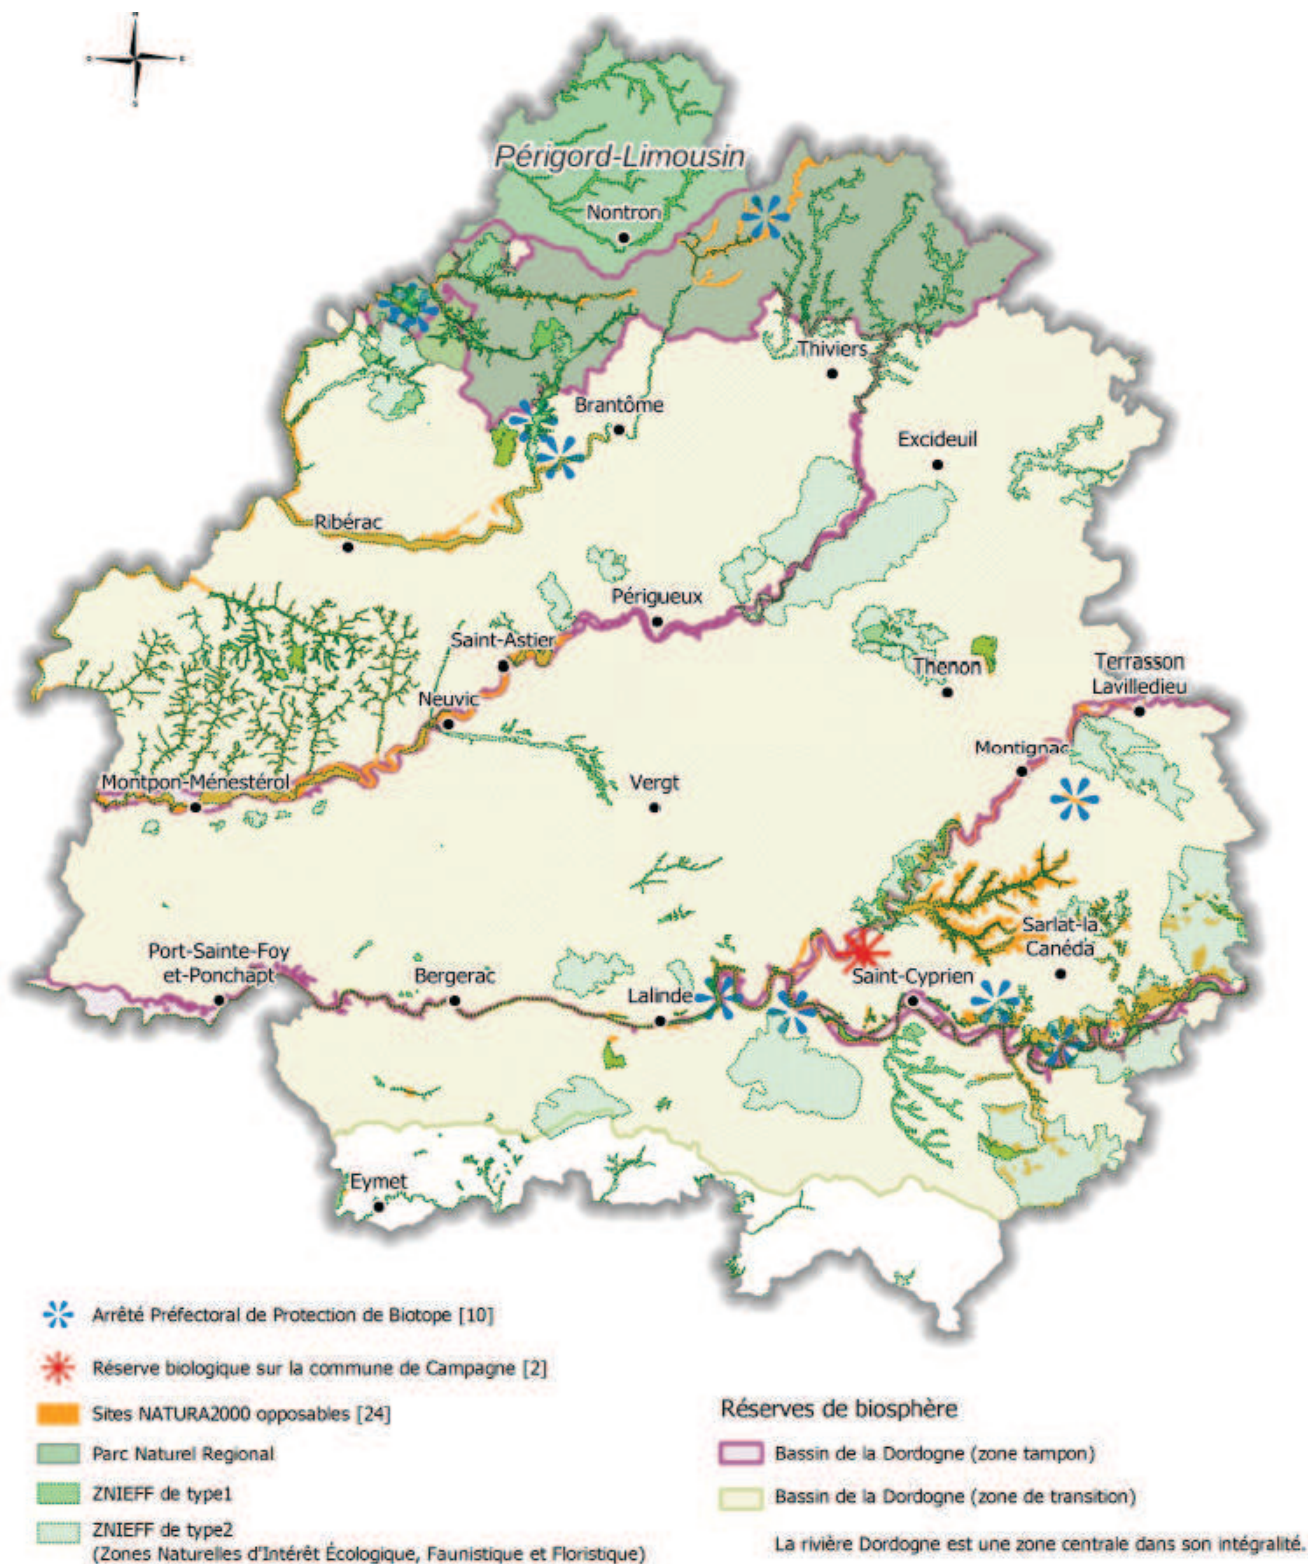 Périgord-Limousin
Nontron
Thiviers
Brantôme
Excideuil
Ribérac
Périgueux
Saint-Astier
Thenon
Terrasson
Lavilledieu
Neuvic
Montignac
Montpon-Ménestérol
Vergt
Sarlat-la
Canéda
Port-Sainte-Foy
et-Ponchapt
Bergerac
Lalinde
Saint-Cyprien
Eymet
Arrêté Préfectoral de Protection de Biotope [10]
Réserve biologique sur la commune de Campagne [2]
Sites NATURA2000 opposables [24]
Parc Naturel Regional
ZNIEFF de type1
ZNIEFF de type2
(Zones Naturelles d'Intérêt Écologique, Faunistique et Floristique)
Réserves de biosphère
Bassin de la Dordogne (zone tampon)
Bassin de la Dordogne (zone de transition)
La rivière Dordogne est une zone centrale dans son intégralité.